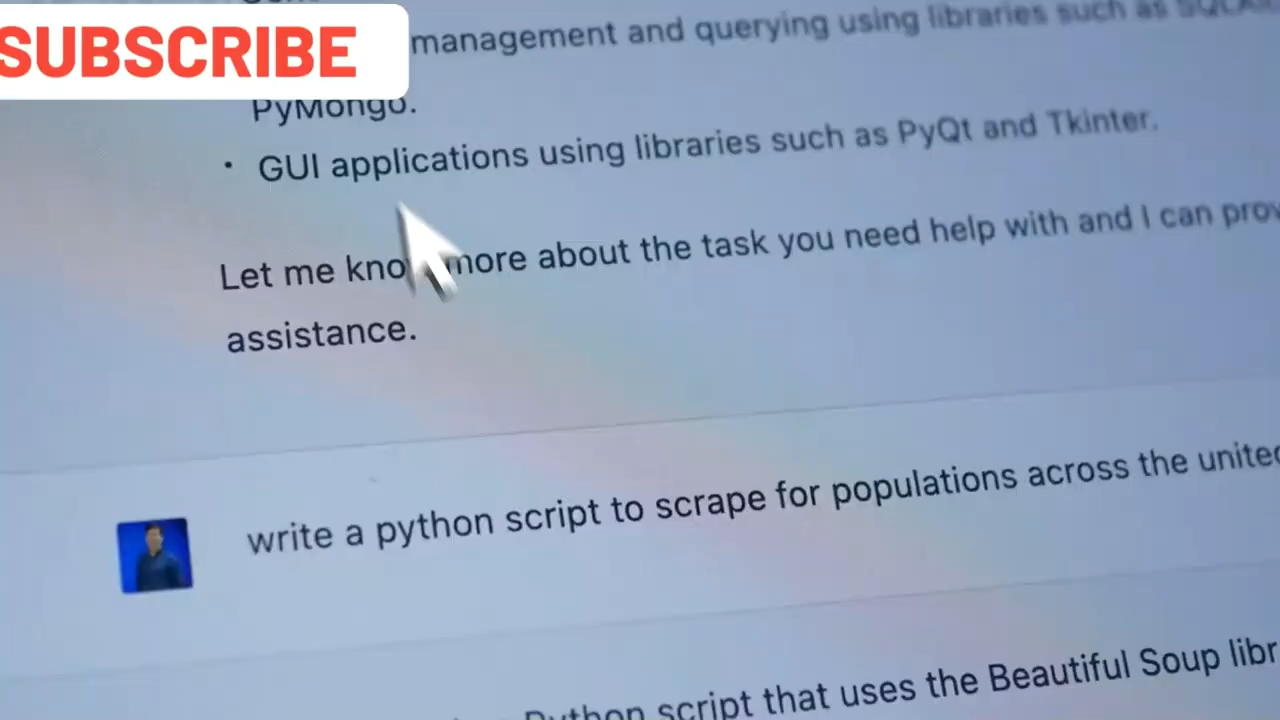 SUBSCRIBE
management and querying using libraries such as
PyMongo.
• GUI applications using libraries such as PyQt and Tkinter.
Let me know more about the task you need help with and I can
assistance.
write a python script to scrape for populations across the
Python script that uses the Beautiful Soup